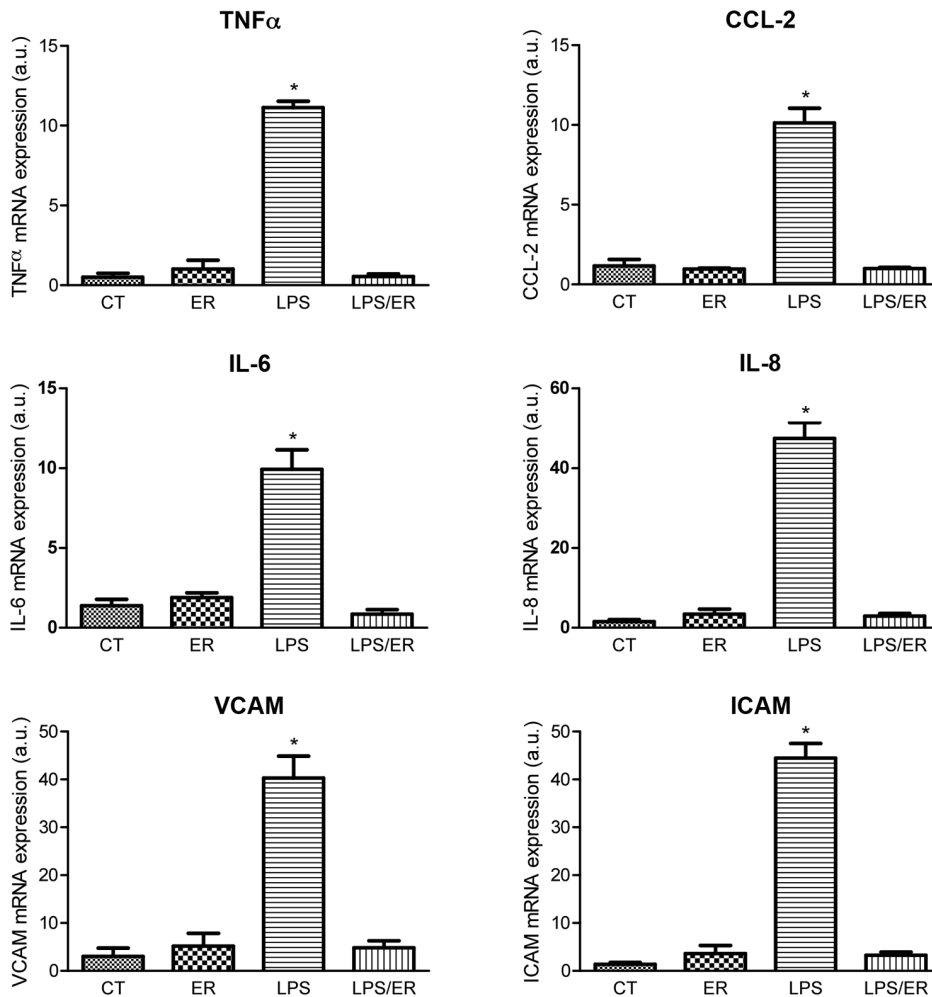 TNFα
TNFα mRNA expression (a.u.)
15
10
5
0
*
CT ER LPS LPS/ER
CCL-2
CCL-2 mRNA expression (a.u.)
15
10
5
0
*
CT ER LPS LPS/ER
IL-6
IL-6 mRNA expression (a.u.)
15
10
5
0
*
CT ER LPS LPS/ER
IL-8
IL-8 mRNA expression (a.u.)
60
40
20
0
*
CT ER LPS LPS/ER
VCAM
VCAM mRNA expression (a.u.)
50
40
30
20
10
0
*
CT ER LPS LPS/ER
ICAM
ICAM mRNA expression (a.u.)
50
40
30
20
10
0
*
CT ER LPS LPS/ER